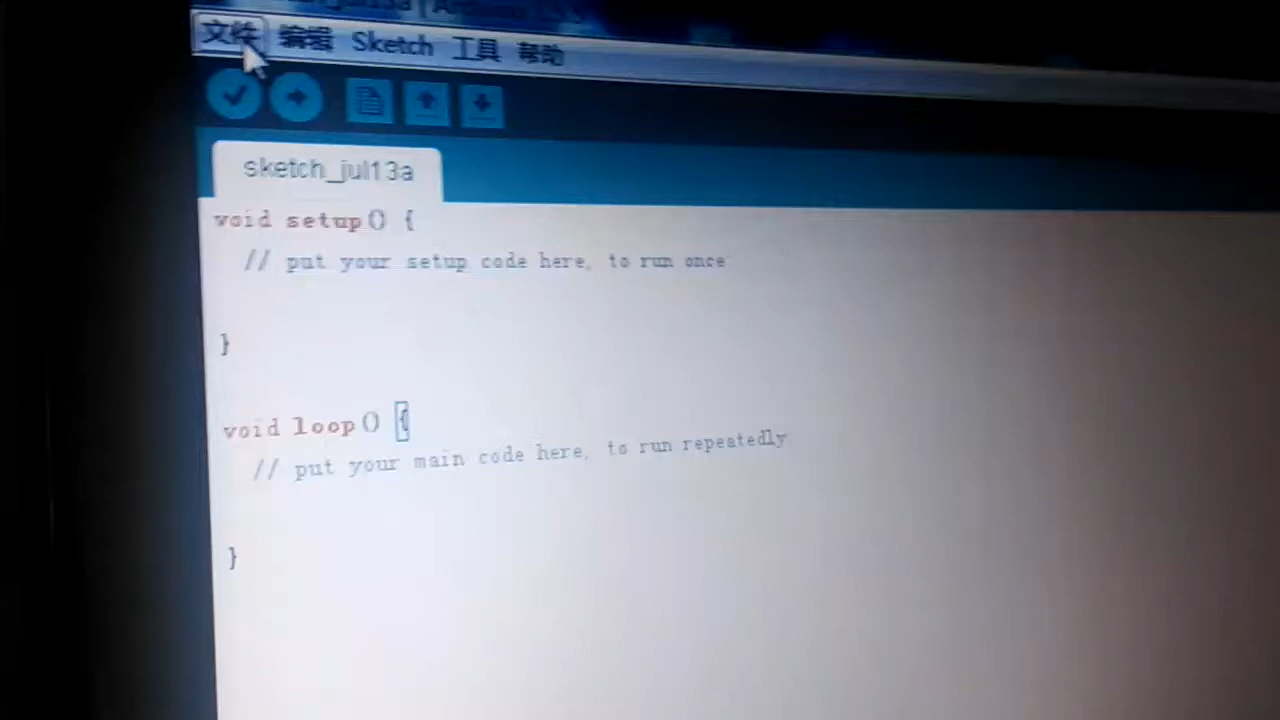 文件 编辑 Sketch 工具 帮助
sketch_jul13a
void setup() {
// put your setup code here, to run once
}
void loop() {
// put your main code here, to run repeatedly
}